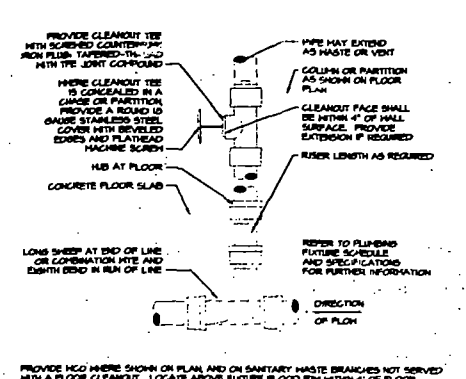 PROVIDE CLEANOUT TEE
WITH SCREWED COUNTERSUNK
IRON PLUG. TAPERED-THREAD
WITH TFE JOINT COMPOUND
WHERE CLEANOUT TEE
IS CONCEALED IN A
CHASE OR PARTITION,
PROVIDE A ROUND 16
GAUGE STAINLESS STEEL
COVER WITH BEVELED
EDGES AND FLATHEAD
MACHINE SCREW
HUB AT FLOOR
CONCRETE FLOOR SLAB
LONG SWEEP AT END OF LINE
OR COMBINATION WYE AND
EIGHTH BEND IN RUN OF LINE
PIPE MAY EXTEND
AS WASTE OR VENT
COLUMN OR PARTITION
AS SHOWN ON FLOOR
PLAN
CLEANOUT FACE SHALL
BE WITHIN 4" OF WALL
SURFACE. PROVIDE
EXTENSION IF REQUIRED
RISER LENGTH AS REQUIRED
REFER TO PLUMBING
FIXTURE SCHEDULE
AND SPECIFICATIONS
FOR FURTHER INFORMATION
DIRECTION
OF FLOW
PROVIDE WCO WHERE SHOWN ON PLAN, AND ON SANITARY WASTE BRANCHES NOT SERVED
WITH A FLOOR CLEANOUT. LOCATE ABOVE FIXTURE FLOOD RIM WITHIN 4' OF FLOOR